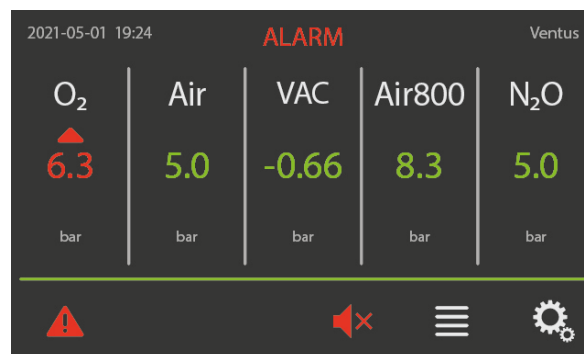 2021-05-01 19:24 ALARM Ventus
O₂ Air VAC Air800 N₂O
6.3 5.0 -0.66 8.3 5.0
bar bar bar bar bar